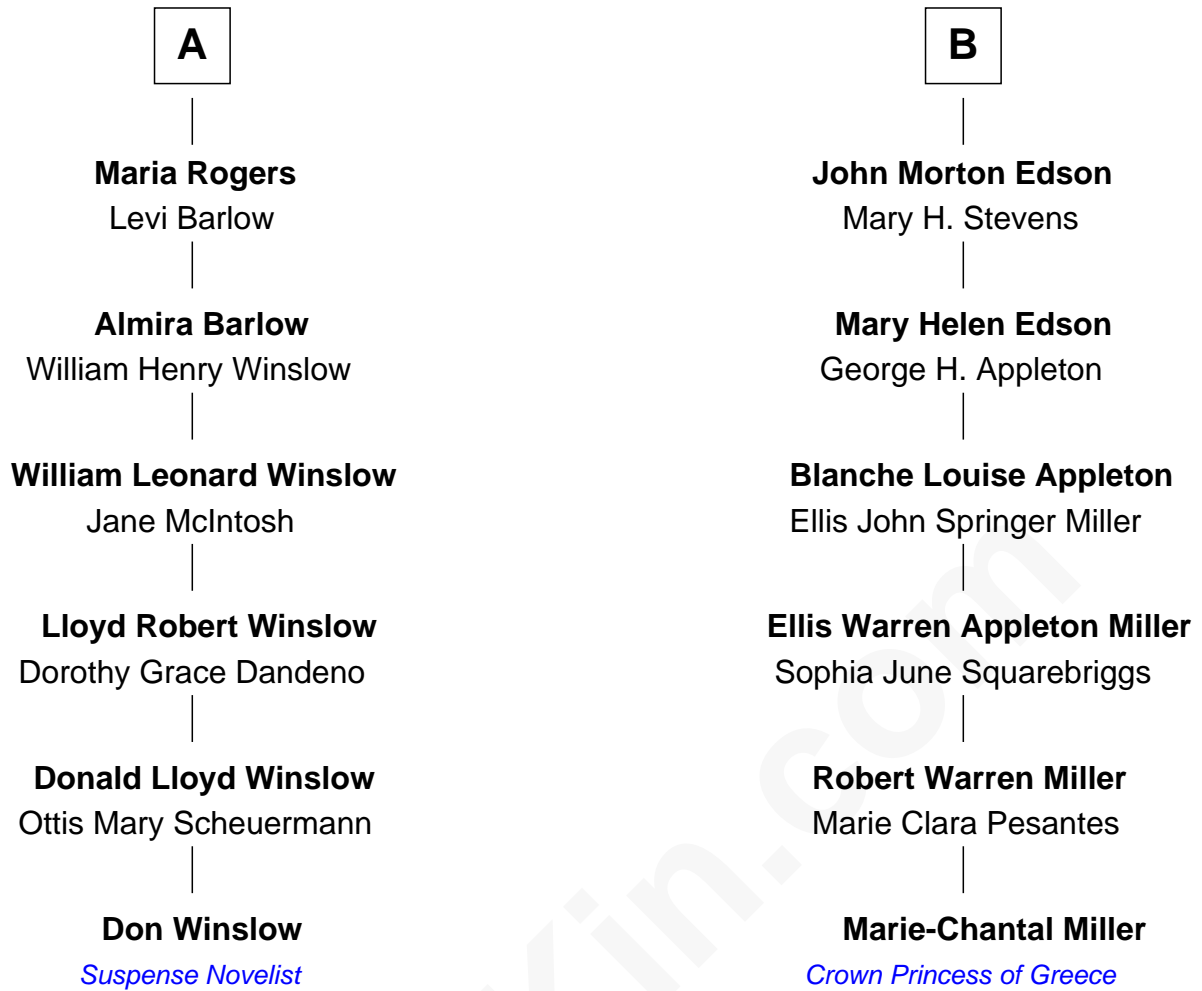 A
Maria Rogers
Levi Barlow
Almira Barlow
William Henry Winslow
William Leonard Winslow
Jane McIntosh
Lloyd Robert Winslow
Dorothy Grace Dandeno
Donald Lloyd Winslow
Ottis Mary Scheuermann
Don Winslow
Suspense Novelist
B
John Morton Edson
Mary H. Stevens
Mary Helen Edson
George H. Appleton
Blanche Louise Appleton
Ellis John Springer Miller
Ellis Warren Appleton Miller
Sophia June Squarebriggs
Robert Warren Miller
Marie Clara Pesantes
Marie-Chantal Miller
Crown Princess of Greece
Kin.com